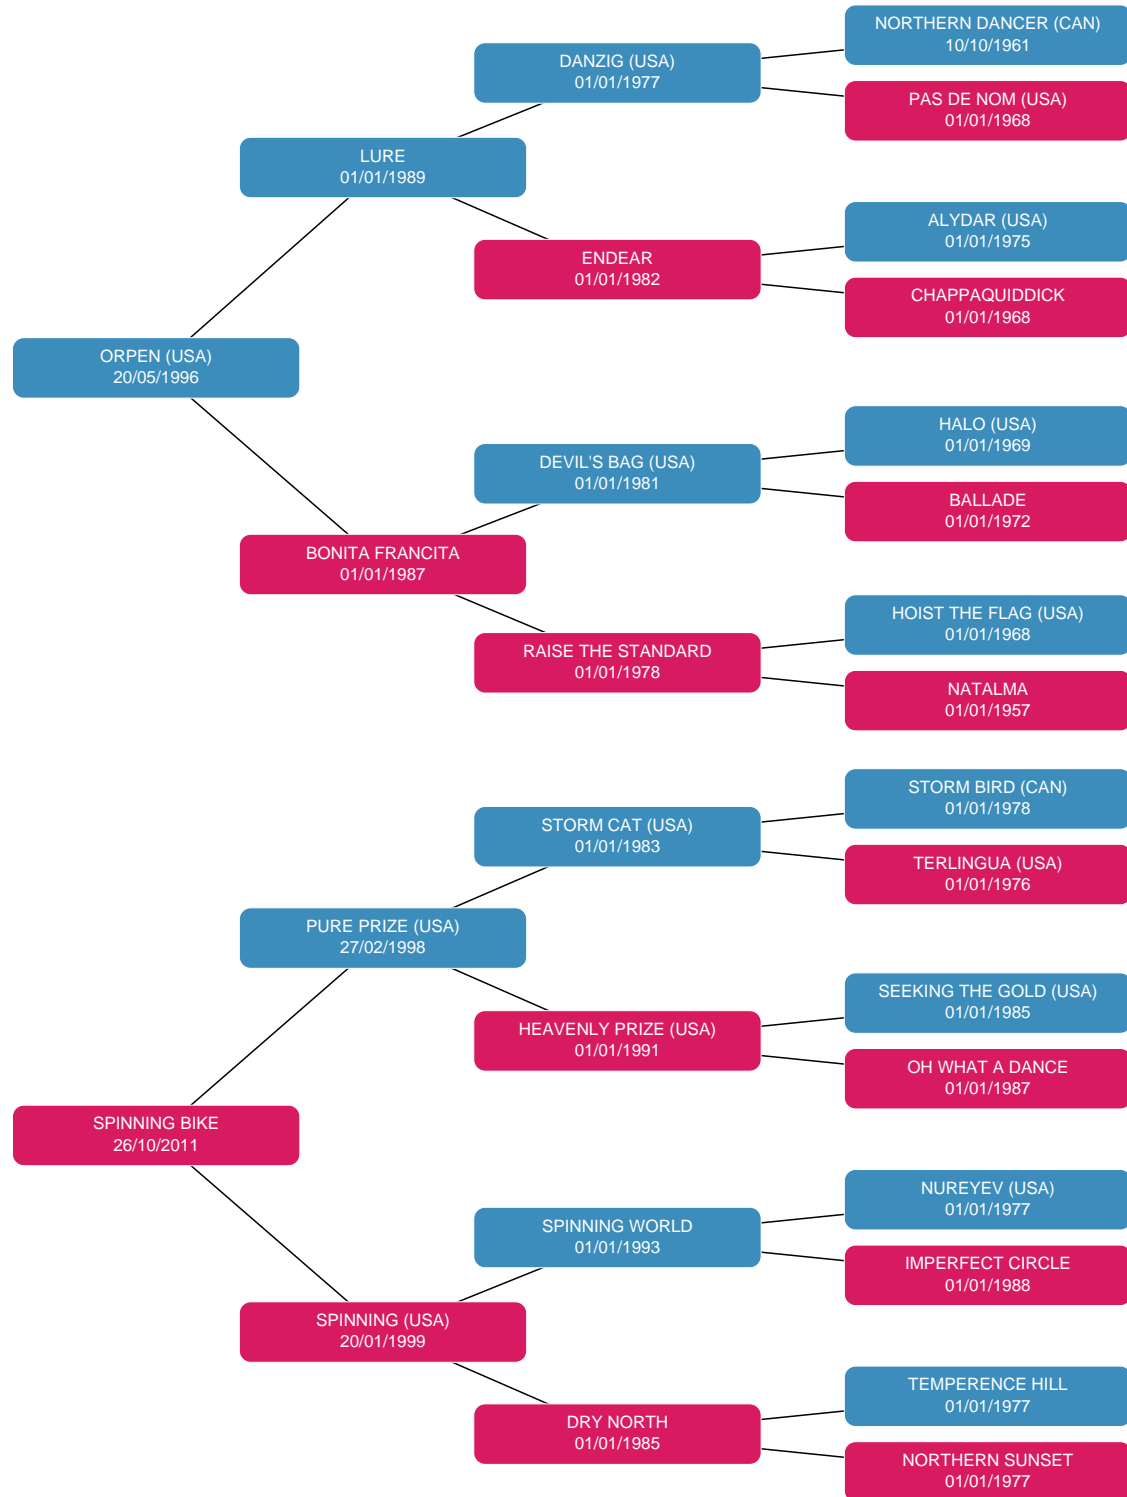 NORTHERN DANCER (CAN)
10/10/1961
DANZIG (USA)
01/01/1977
PAS DE NOM (USA)
01/01/1968
LURE
01/01/1989
ALYDAR (USA)
01/01/1975
ENDEAR
01/01/1982
CHAPPAQUIDDICK
01/01/1968
ORPEN (USA)
20/05/1996
HALO (USA)
01/01/1969
DEVIL'S BAG (USA)
01/01/1981
BALLADE
01/01/1972
BONITA FRANCITA
01/01/1987
HOIST THE FLAG (USA)
01/01/1968
RAISE THE STANDARD
01/01/1978
NATALMA
01/01/1957
STORM BIRD (CAN)
01/01/1978
STORM CAT (USA)
01/01/1983
TERLINGUA (USA)
01/01/1976
PURE PRIZE (USA)
27/02/1998
SEEKING THE GOLD (USA)
01/01/1985
HEAVENLY PRIZE (USA)
01/01/1991
OH WHAT A DANCE
01/01/1987
SPINNING BIKE
26/10/2011
NUREYEV (USA)
01/01/1977
SPINNING WORLD
01/01/1993
IMPERFECT CIRCLE
01/01/1988
SPINNING (USA)
20/01/1999
TEMPERENCE HILL
01/01/1977
DRY NORTH
01/01/1985
NORTHERN SUNSET
01/01/1977